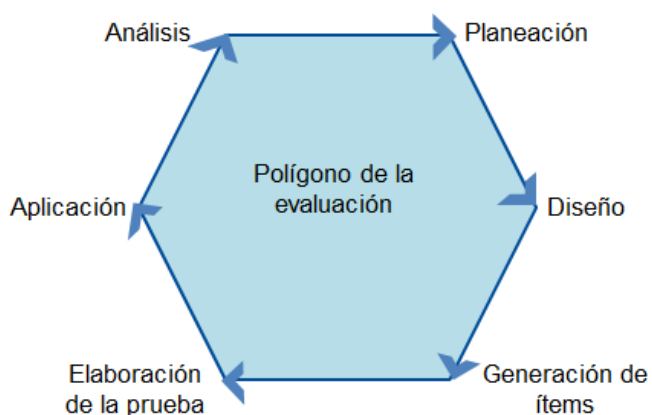 Análisis
Planeación
Polígono de la
evaluación
Aplicación
Diseño
Elaboración
de la prueba
Generación de
ítems